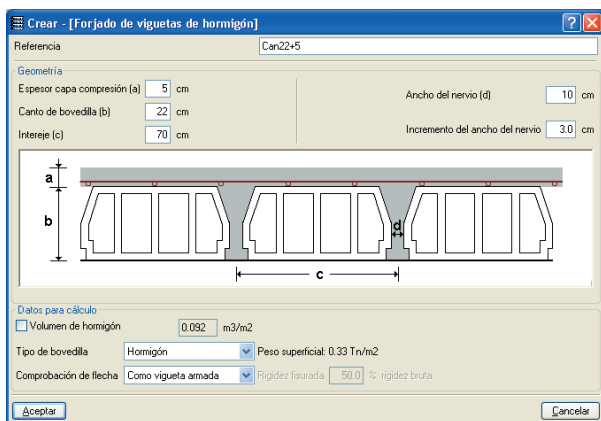 Crear - [Forjado de viguetas de hormigón]
Referencia Can22+5
Geometría
Espesor capa compresión (a) 5 cm
Ancho del nervio (d) 10 cm
Canto de bovedilla (b) 22 cm
Incremento del ancho del nervio 3.0 cm
Intereje (c) 70 cm
a
b
d
c
Datos para cálculo
Volumen de hormigón 0.092 m3/m2
Tipo de bovedilla Hormigón Peso superficial: 0.33 Tn/m2
Comprobación de flecha Como vigueta armada Rigidez fisurada 50.0 % rigidez bruta
Aceptar Cancelar